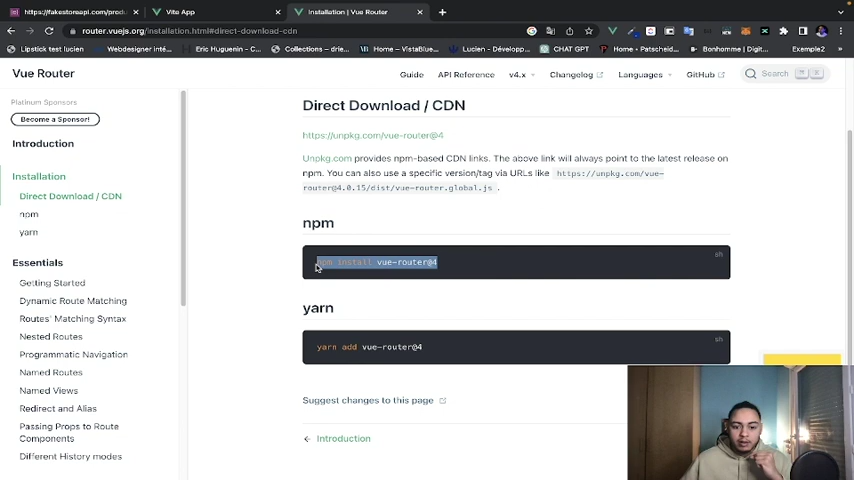 https://fakestoreapi.com/produ
Vite App
Installation | Vue Router
router.vuejs.org/installation.html#direct-download-cdn
Lipstick test lucien
Webdesigner intéf...
Eric Huguenin - C...
Collections – drie...
Home – VistaBlue...
Lucien - Développ...
CHAT GPT
Home • Patscheid...
Bonhomme | Digit...
Exemple2
Vue Router
Guide
API Reference
v4.x
Changelog
Languages
GitHub
Search
K
Platinum Sponsors
Become a Sponsor!
Introduction
Installation
Direct Download / CDN
npm
yarn
Essentials
Getting Started
Dynamic Route Matching
Routes' Matching Syntax
Nested Routes
Programmatic Navigation
Named Routes
Named Views
Redirect and Alias
Passing Props to Route
Components
Different History modes
Direct Download / CDN
https://unpkg.com/vue-router@4
Unpkg.com provides npm-based CDN links. The above link will always point to the latest release on
npm. You can also use a specific version/tag via URLs like https://unpkg.com/vue-
router@4.0.15/dist/vue-router.global.js .
npm
sh
npm install vue-router@4
yarn
sh
yarn add vue-router@4
Suggest changes to this page
Introduction